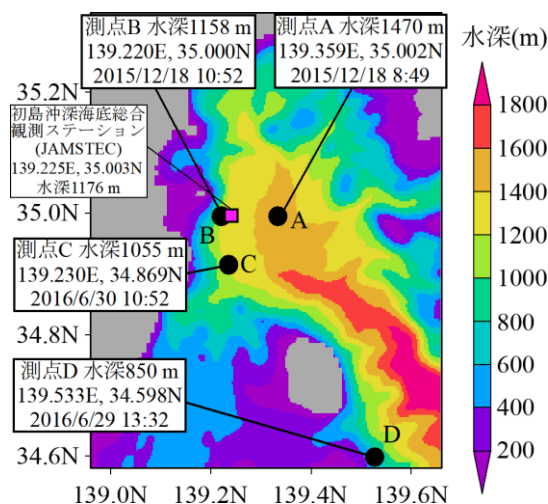 測点B 水深1158 m
139.220E, 35.000N
2015/12/18 10:52
測点A 水深1470 m
139.359E, 35.002N
2015/12/18 8:49
水深(m)
初島沖深海底総合
観測ステーション
(JAMSTEC)
139.225E, 35.003N
水深1176 m
B
A
C
測点C 水深1055 m
139.230E, 34.869N
2016/6/30 10:52
測点D 水深850 m
139.533E, 34.598N
2016/6/29 13:32
D
35.2N
35.0N
34.8N
34.6N
139.0N
139.2N
139.4N
139.6N
1800
1600
1400
1200
1000
800
600
400
200